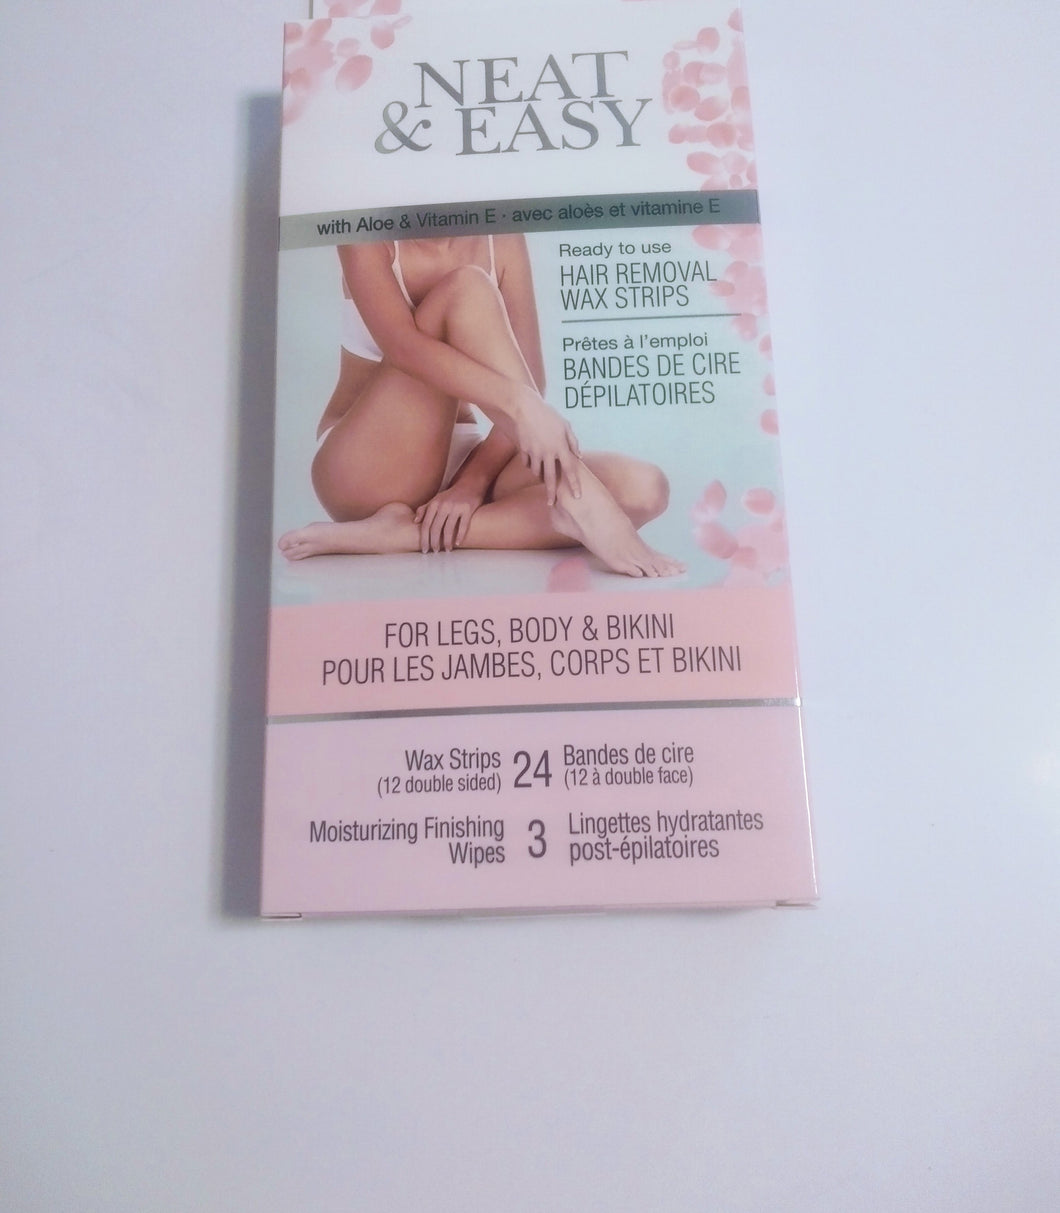 NEAT
& EASY
with Aloe & Vitamin E · avec aloès et vitamine E
Ready to use
HAIR REMOVAL
WAX STRIPS
Prêtes à l'emploi
BANDES DE CIRE
DÉPILATOIRES
FOR LEGS, BODY & BIKINI
POUR LES JAMBES, CORPS ET BIKINI
Wax Strips
(12 double sided)
24
Bandes de cire
(12 à double face)
Moisturizing Finishing
Wipes
3
Lingettes hydratantes
post-épilatoires